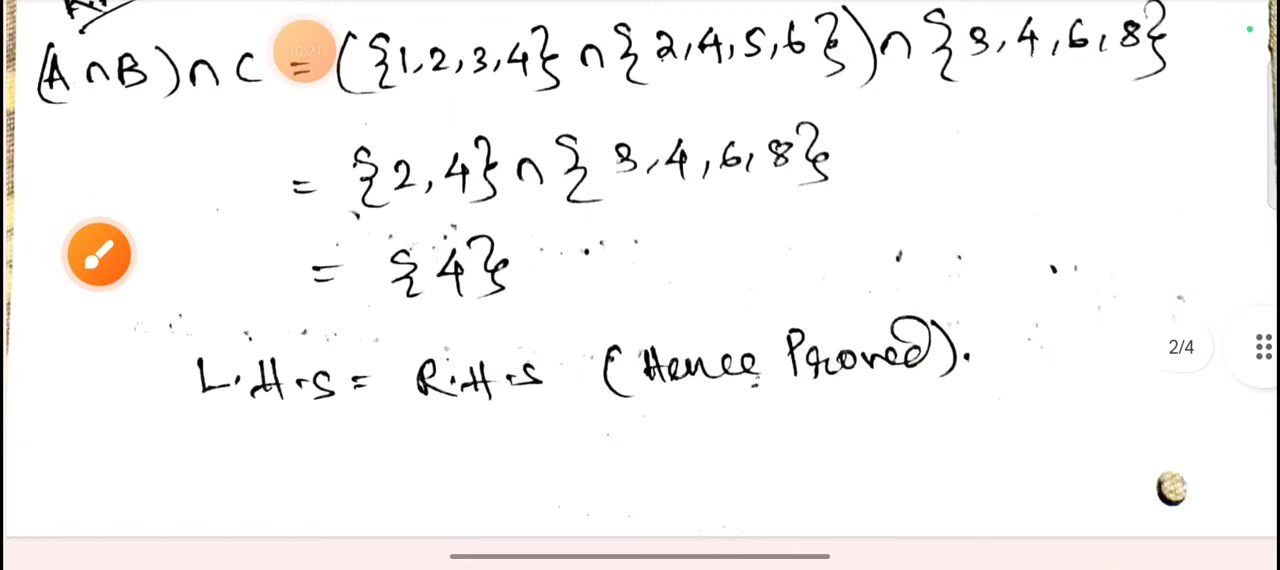 (A ∩ B) ∩ C = ({1,2,3,4} ∩ {2,4,5,6}) ∩ {3,4,6,8}
= {2,4} ∩ {3,4,6,8}
= {4}
L.H.S = R.H.S (Hence Proved).
2/4